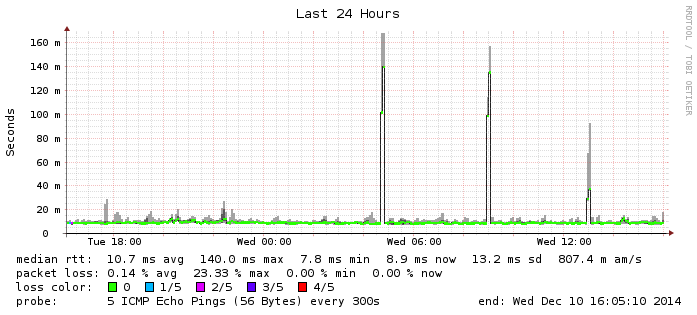 Last 24 Hours
RRDTOOL / TOBI OETIKER
Seconds
160 m
140 m
120 m
100 m
80 m
60 m
40 m
20 m
0
Tue 18:00 Wed 00:00 Wed 06:00 Wed 12:00
median rtt: 10.7 ms avg 140.0 ms max 7.8 ms min 8.9 ms now 13.2 ms sd 807.4 m am/s
packet loss: 0.14 % avg 23.33 % max 0.00 % min 0.00 % now
loss color: 0 1/5 2/5 3/5 4/5
probe: 5 ICMP Echo Pings (56 Bytes) every 300s end: Wed Dec 10 16:05:10 2014